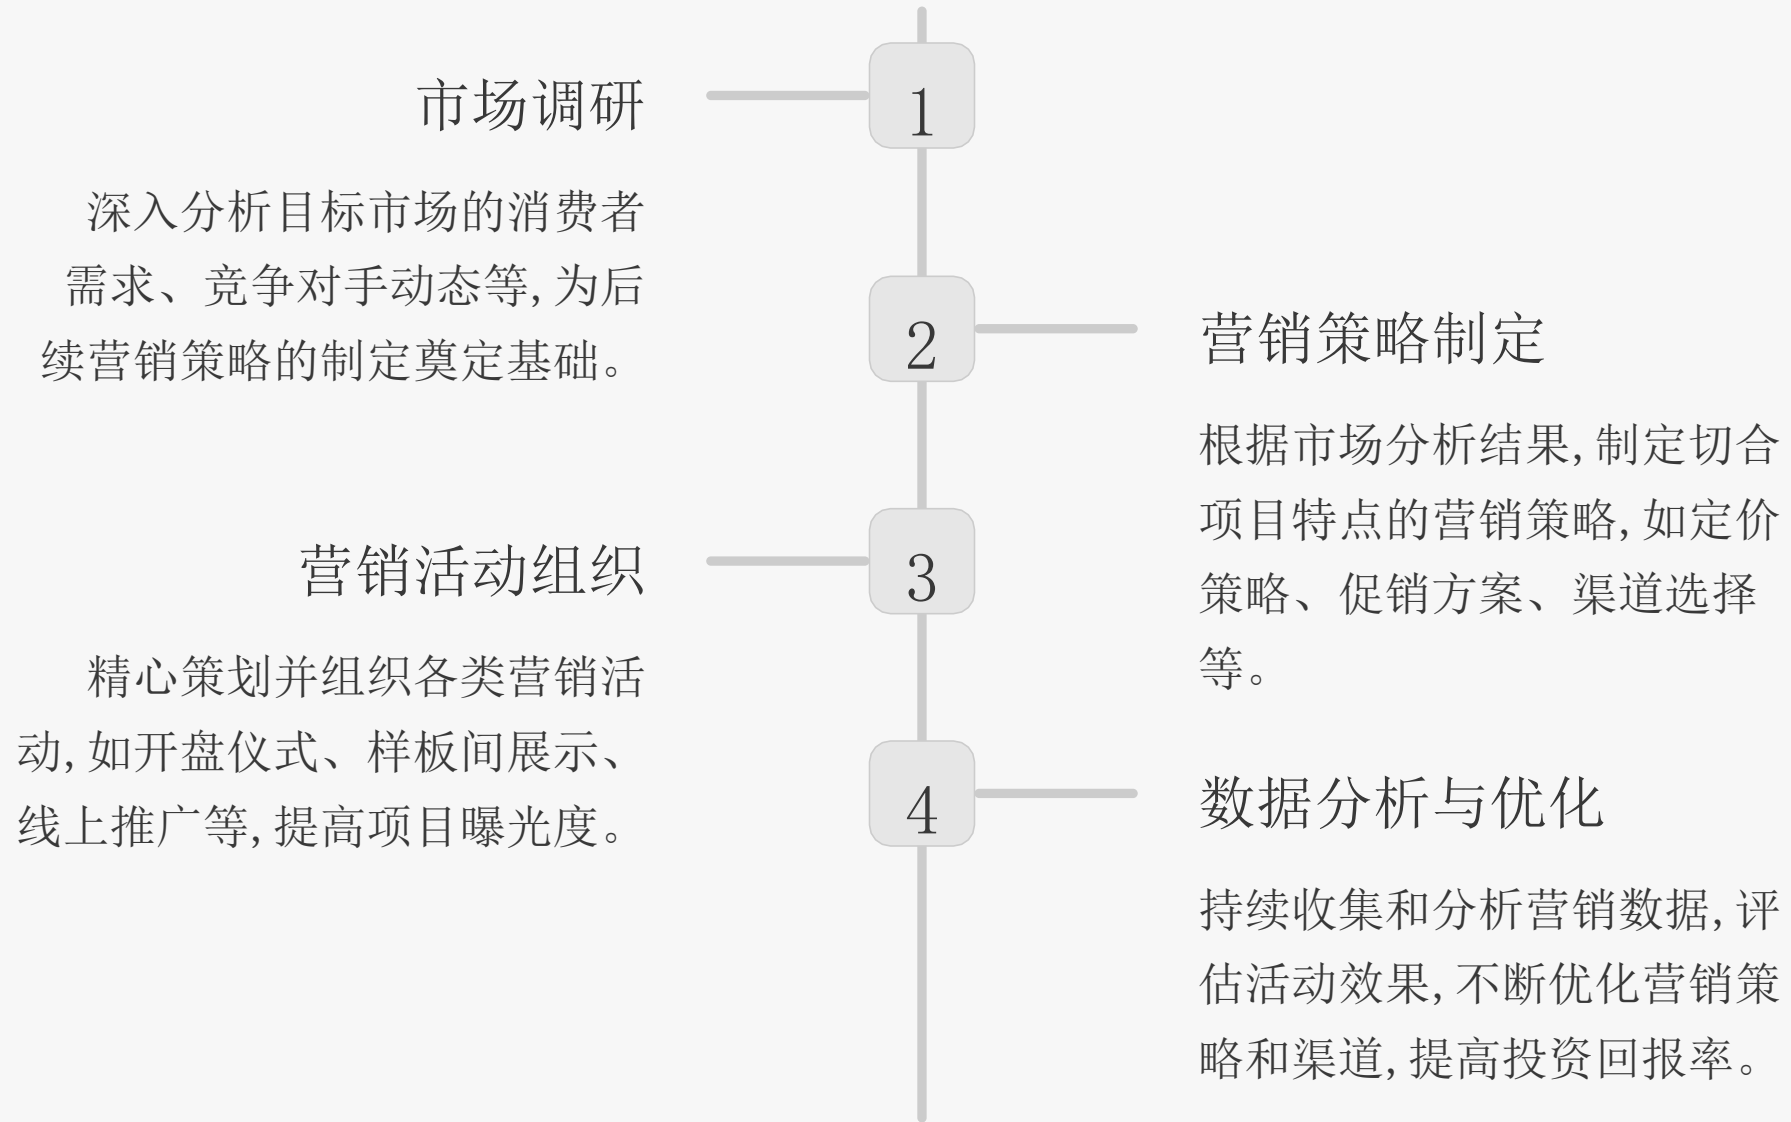 1
市场调研
深入分析目标市场的消费者
需求、竞争对手动态等,为后
续营销策略的制定奠定基础。
2
营销策略制定
根据市场分析结果,制定切合
项目特点的营销策略,如定价
策略、促销方案、渠道选择
等。
3
营销活动组织
精心策划并组织各类营销活
动,如开盘仪式、样板间展示、
线上推广等,提高项目曝光度。
4
数据分析与优化
持续收集和分析营销数据,评
估活动效果,不断优化营销策
略和渠道,提高投资回报率。